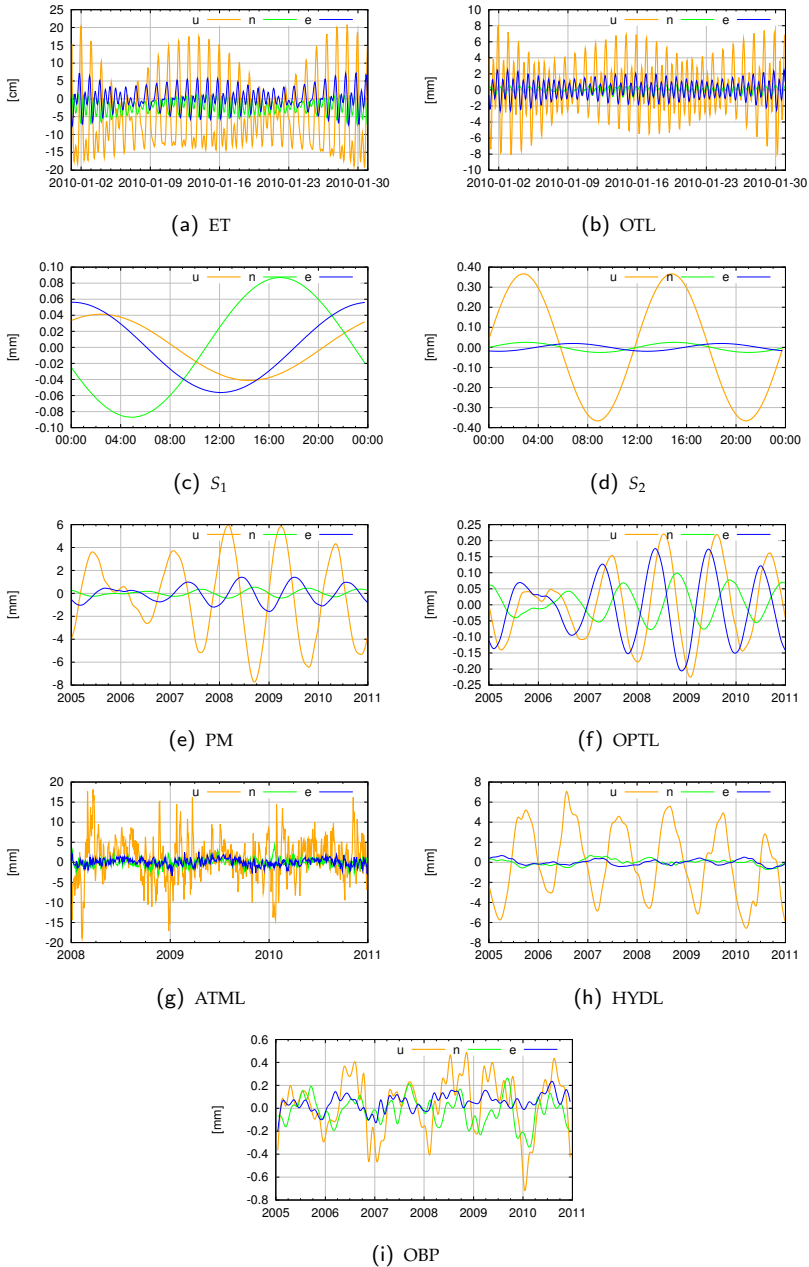 u n e
25
20
15
10
5
0
-5
-10
-15
20
[cm]
2010-01-02 2010-01-09 2010-01-16 2010-01-23 2010-01-30
(a) ET
u n e
10
8
6
4
2
0
-2
-4
-6
-8
-10
[mm]
2010-01-02 2010-01-09 2010-01-16 2010-01-23 2010-01-30
(b) OTL
u n e
0.10
0.08
0.06
0.04
0.02
0.00
-0.02
-0.04
-0.06
-0.08
-0.10
[mm]
00:00 04:00 08:00 12:00 16:00 20:00 00:00
(c) S1
u n e
0.40
0.30
0.20
0.10
0.00
-0.10
-0.20
-0.30
-0.40
[mm]
00:00 04:00 08:00 12:00 16:00 20:00 00:00
(d) S2
u n e
6
4
2
0
-2
-4
-6
-8
[mm]
2005 2006 2007 2008 2009 2010 2011
(e) PM
u n e
0.25
0.20
0.15
0.10
0.05
0.00
-0.05
-0.10
-0.15
-0.20
-0.25
[mm]
2005 2006 2007 2008 2009 2010 2011
(f) OPTL
u n e
20
15
10
5
0
-5
-10
-15
-20
[mm]
2008 2009 2010 2011
(g) ATML
u n e
8
6
4
2
0
-2
-4
-6
-8
[mm]
2005 2006 2007 2008 2009 2010 2011
(h) HYDL
u n e
0.6
0.4
0.2
0.0
-0.2
-0.4
-0.6
-0.8
[mm]
2005 2006 2007 2008 2009 2010 2011
(i) OBP